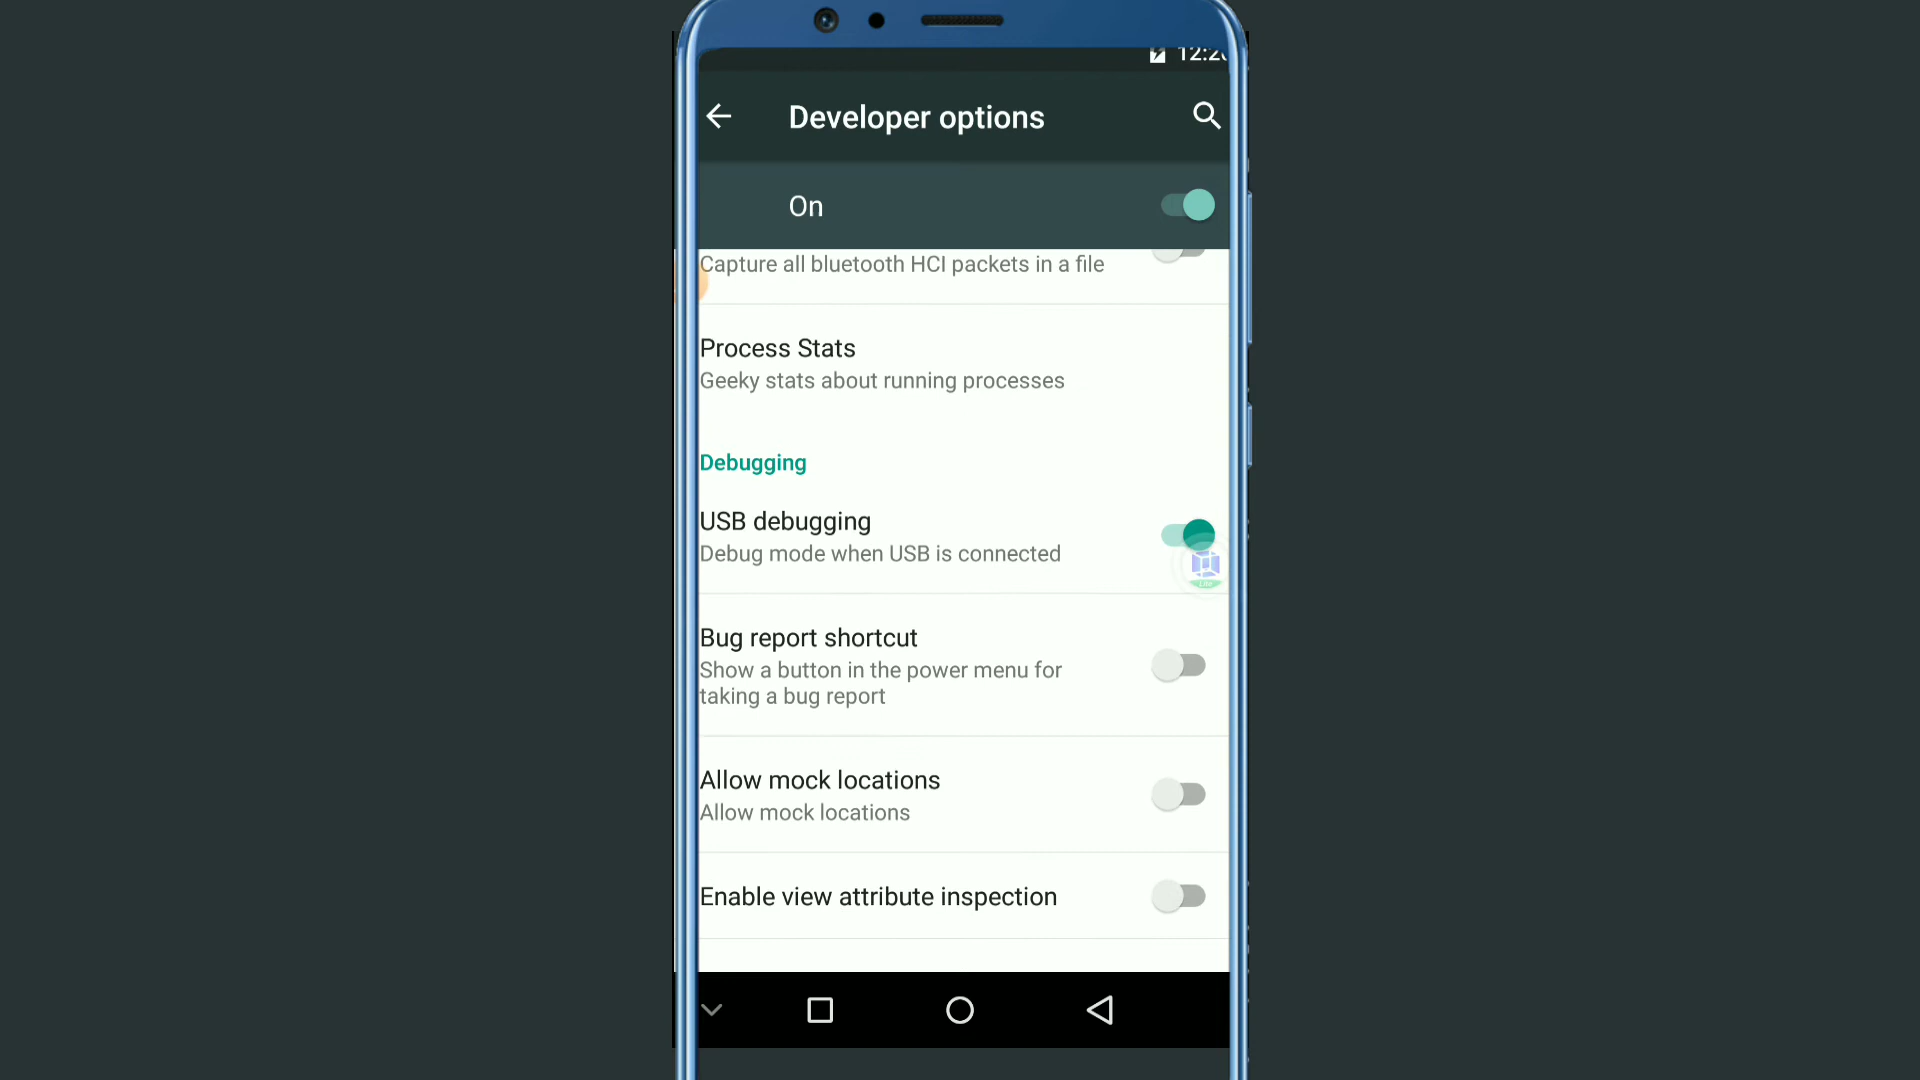 Developer options
On
Capture all bluetooth HCI packets in a file
Process Stats
Geeky stats about running processes
Debugging
USB debugging
Debug mode when USB is connected
Bug report shortcut
Show a button in the power menu for
taking a bug report
Allow mock locations
Allow mock locations
Enable view attribute inspection